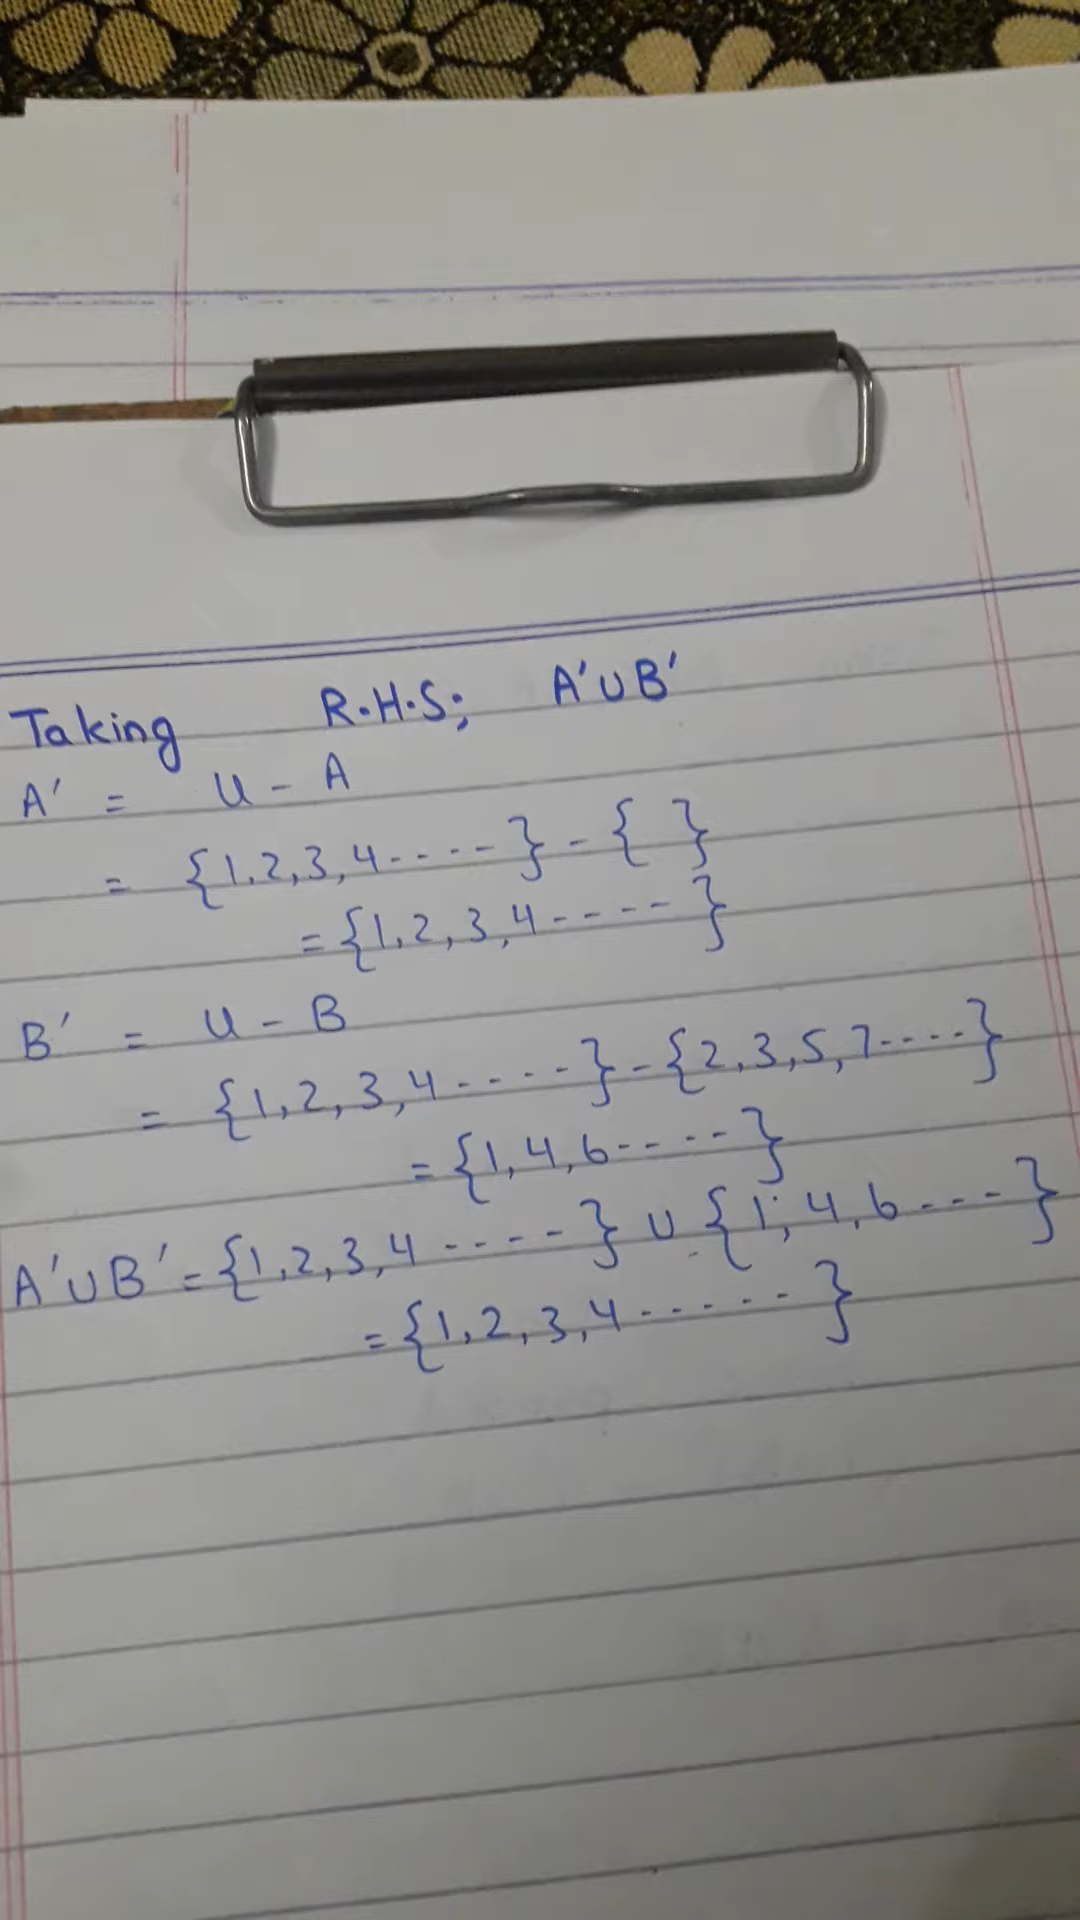 Taking R.H.S; A'∪B'
A' = U - A
= {1,2,3,4-----} - { }
={1,2,3,4-----}
B' = U - B
= {1,2,3,4-----} - {2,3,5,7-----}
= {1,4,6-----}
A'∪B' = {1,2,3,4-----} ∪ {1,4,6---}
= {1,2,3,4-----}